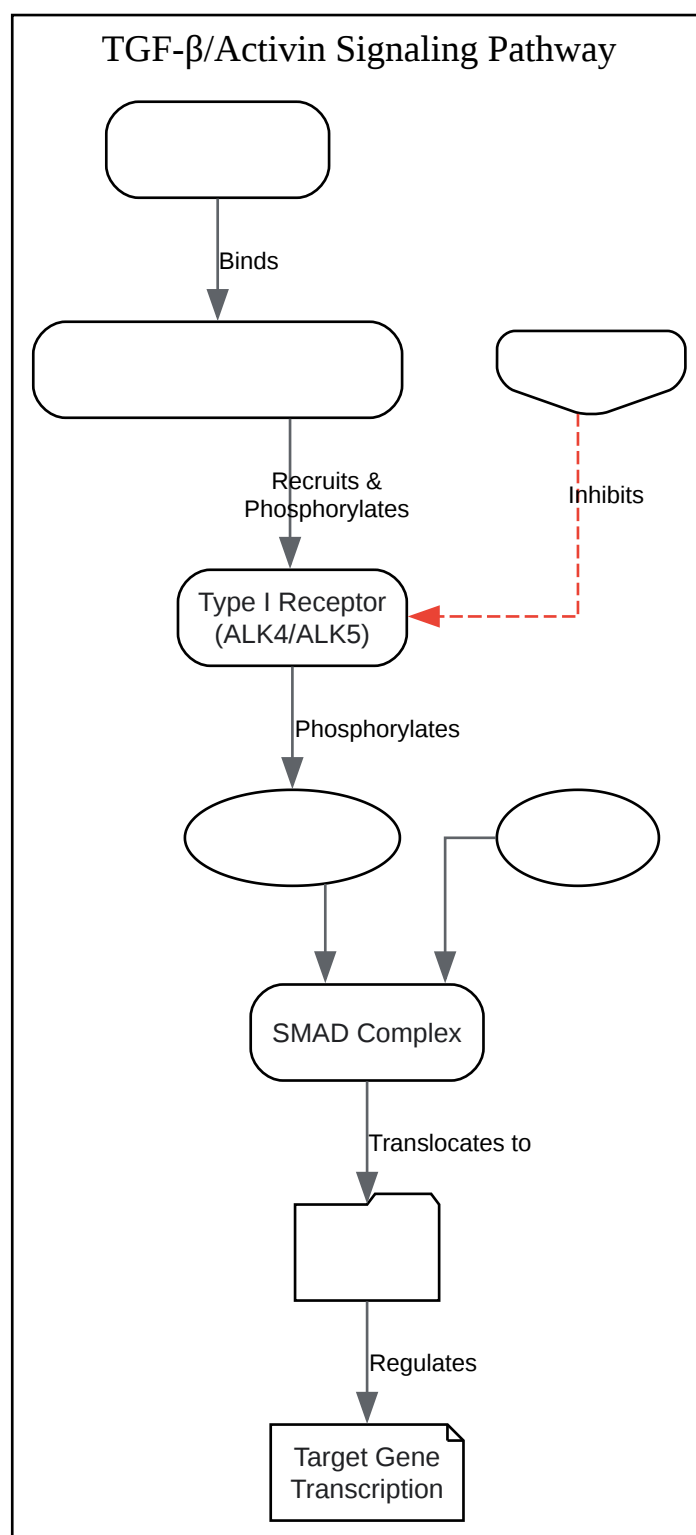 TGF-β/Activin Signaling Pathway
Binds
Recruits &
Phosphorylates
Inhibits
Type I Receptor
(ALK4/ALK5)
Phosphorylates
SMAD Complex
Translocates to
Regulates
Target Gene
Transcription